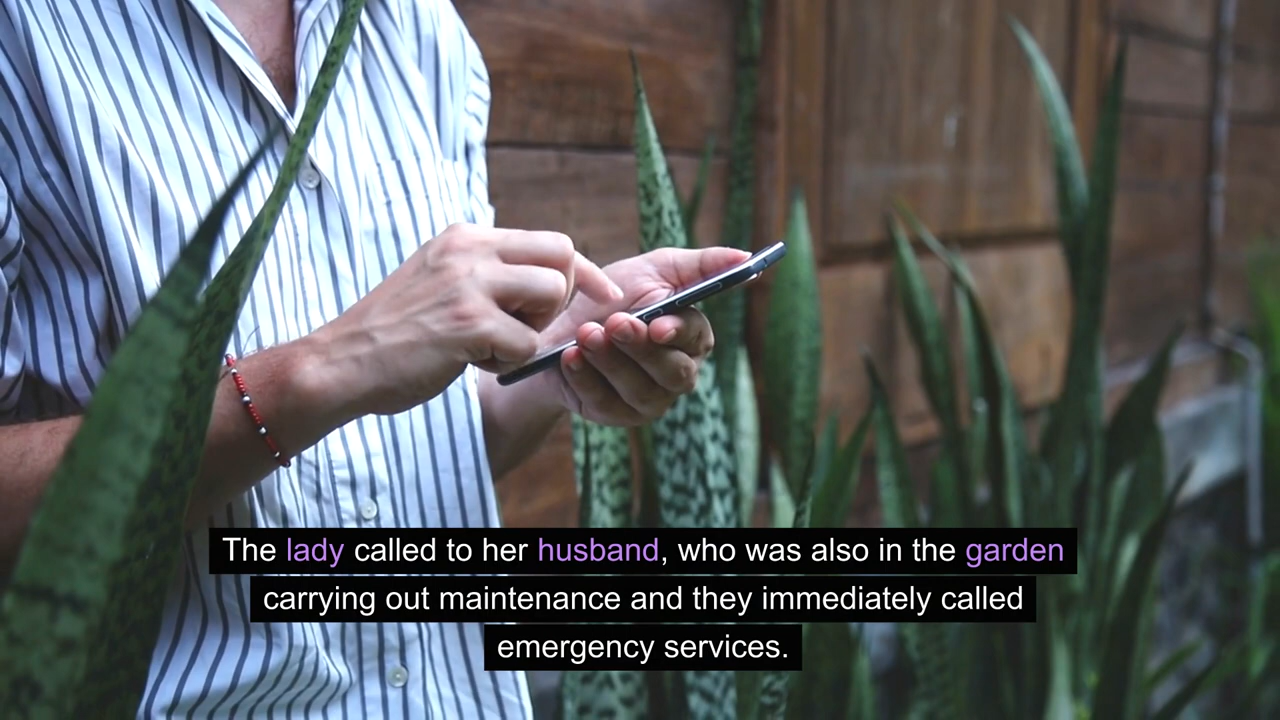 The lady called to her husband, who was also in the garden
carrying out maintenance and they immediately called
emergency services.